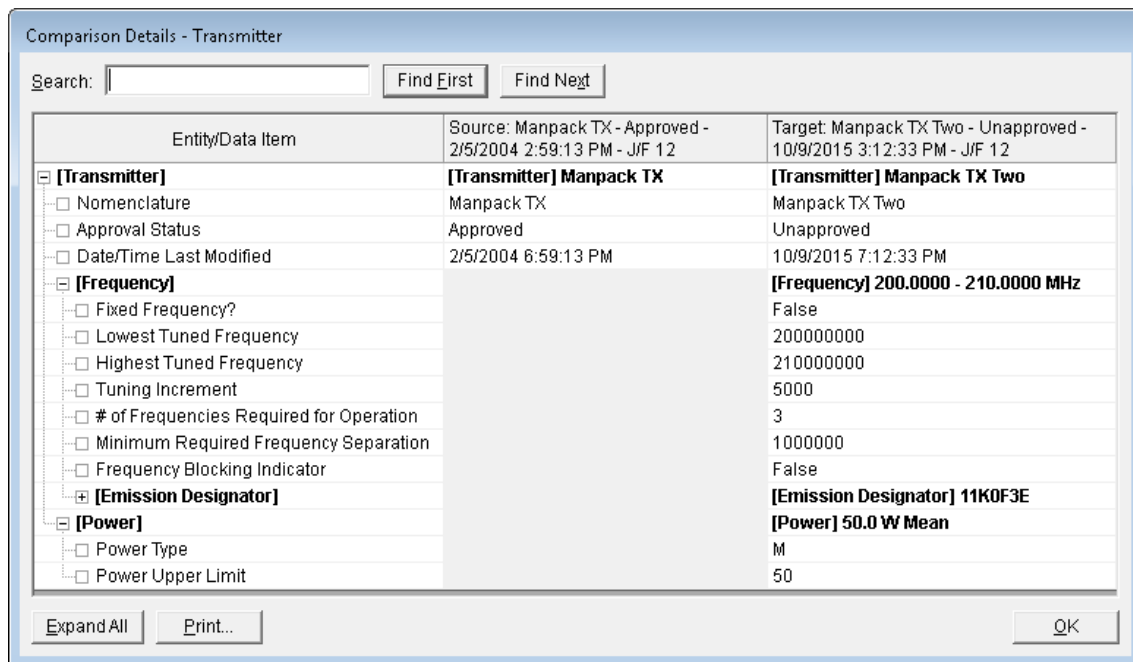 Comparison Details - Transmitter
Search: Find First Find Next
Entity/Data Item Source: Manpack TX - Approved - 2/5/2004 2:59:13 PM - J/F 12 Target: Manpack TX Two - Unapproved - 10/9/2015 3:12:33 PM - J/F 12
[Transmitter] [Transmitter] Manpack TX [Transmitter] Manpack TX Two
Nomenclature Manpack TX Manpack TX Two
Approval Status Approved Unapproved
Date/Time Last Modified 2/5/2004 6:59:13 PM 10/9/2015 7:12:33 PM
[Frequency] [Frequency] 200.0000 - 210.0000 MHz
Fixed Frequency? False
Lowest Tuned Frequency 200000000
Highest Tuned Frequency 210000000
Tuning Increment 5000
# of Frequencies Required for Operation 3
Minimum Required Frequency Separation 1000000
Frequency Blocking Indicator False
[Emission Designator] [Emission Designator] 11K0F3E
[Power] [Power] 50.0 W Mean
Power Type M
Power Upper Limit 50
Expand All Print... OK